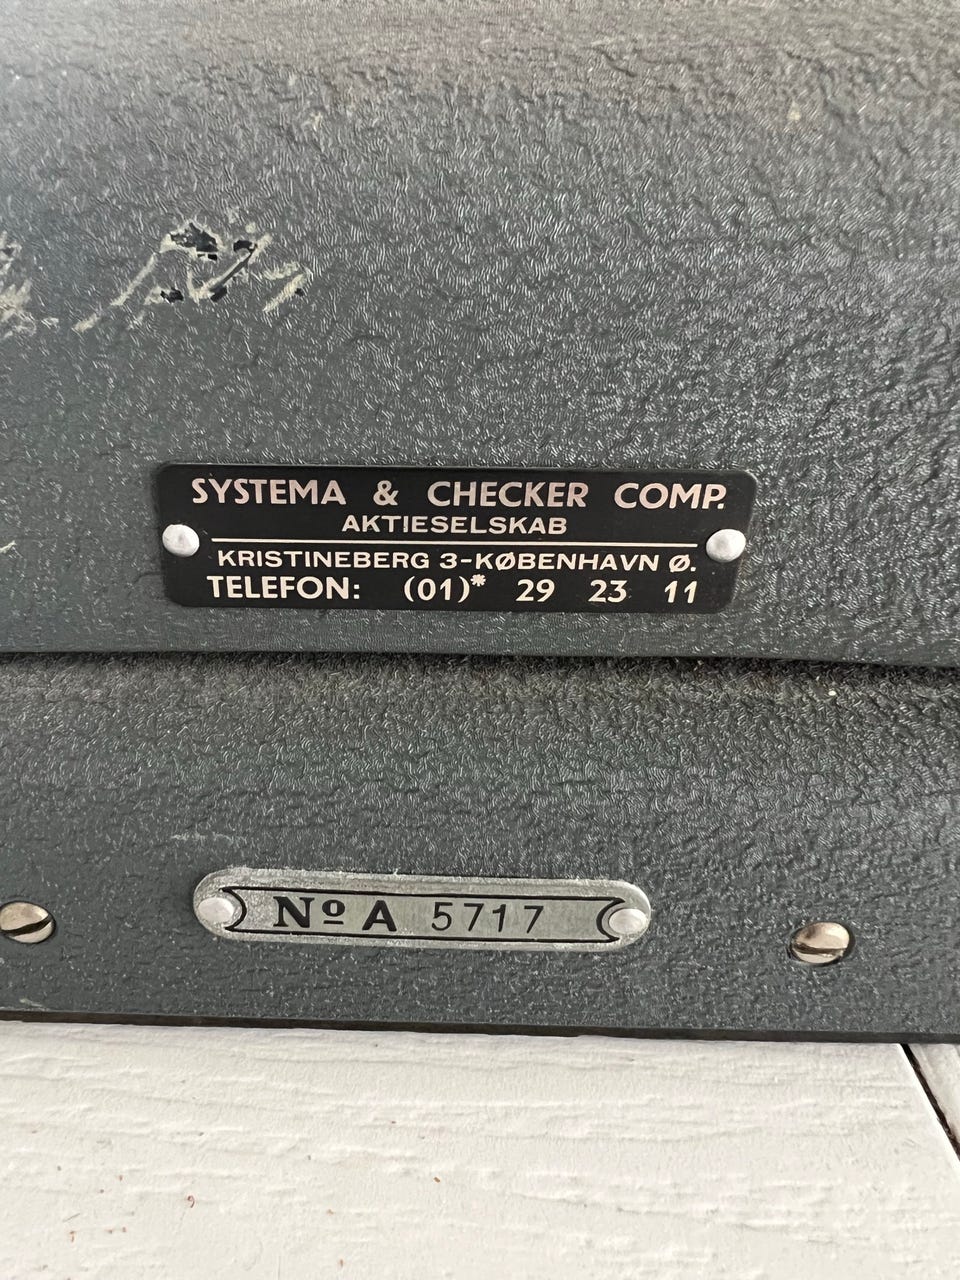 SYSTEMA & CHECKER COMP.
AKTIESELSKAB
KRISTINEBERG 3-KØBENHAVN Ø.
TELEFON: (01)* 29 23 11
Nº A 5717